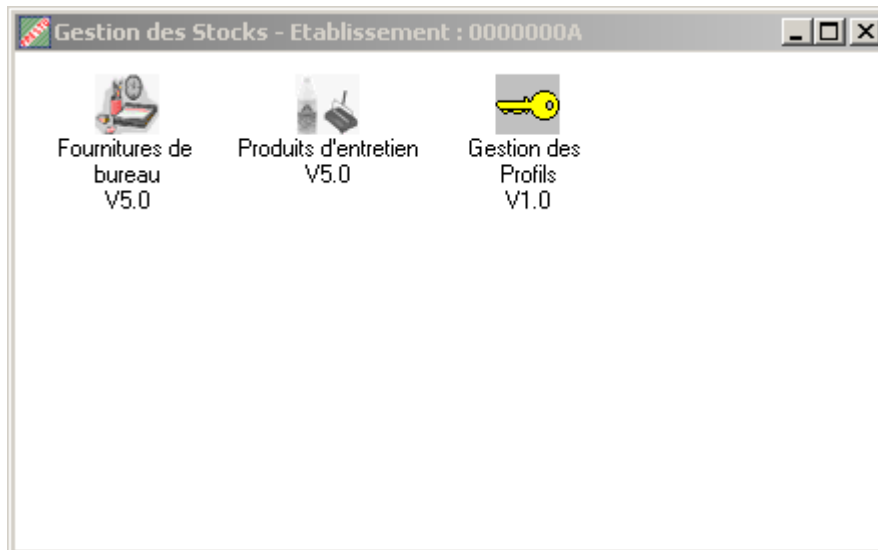 Gestion des Stocks - Etablissement : 0000000A
Fournitures de
bureau
V5.0
Produits d'entretien
V5.0
Gestion des
Profils
V1.0